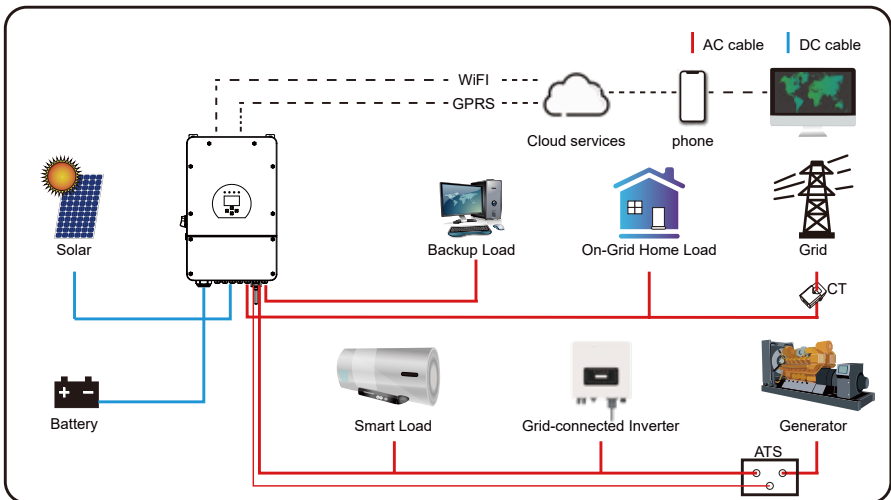 AC cable
DC cable
WiFI
GPRS
Cloud services
phone
Solar
Backup Load
On-Grid Home Load
Grid
CT
Battery
Smart Load
Grid-connected Inverter
Generator
ATS